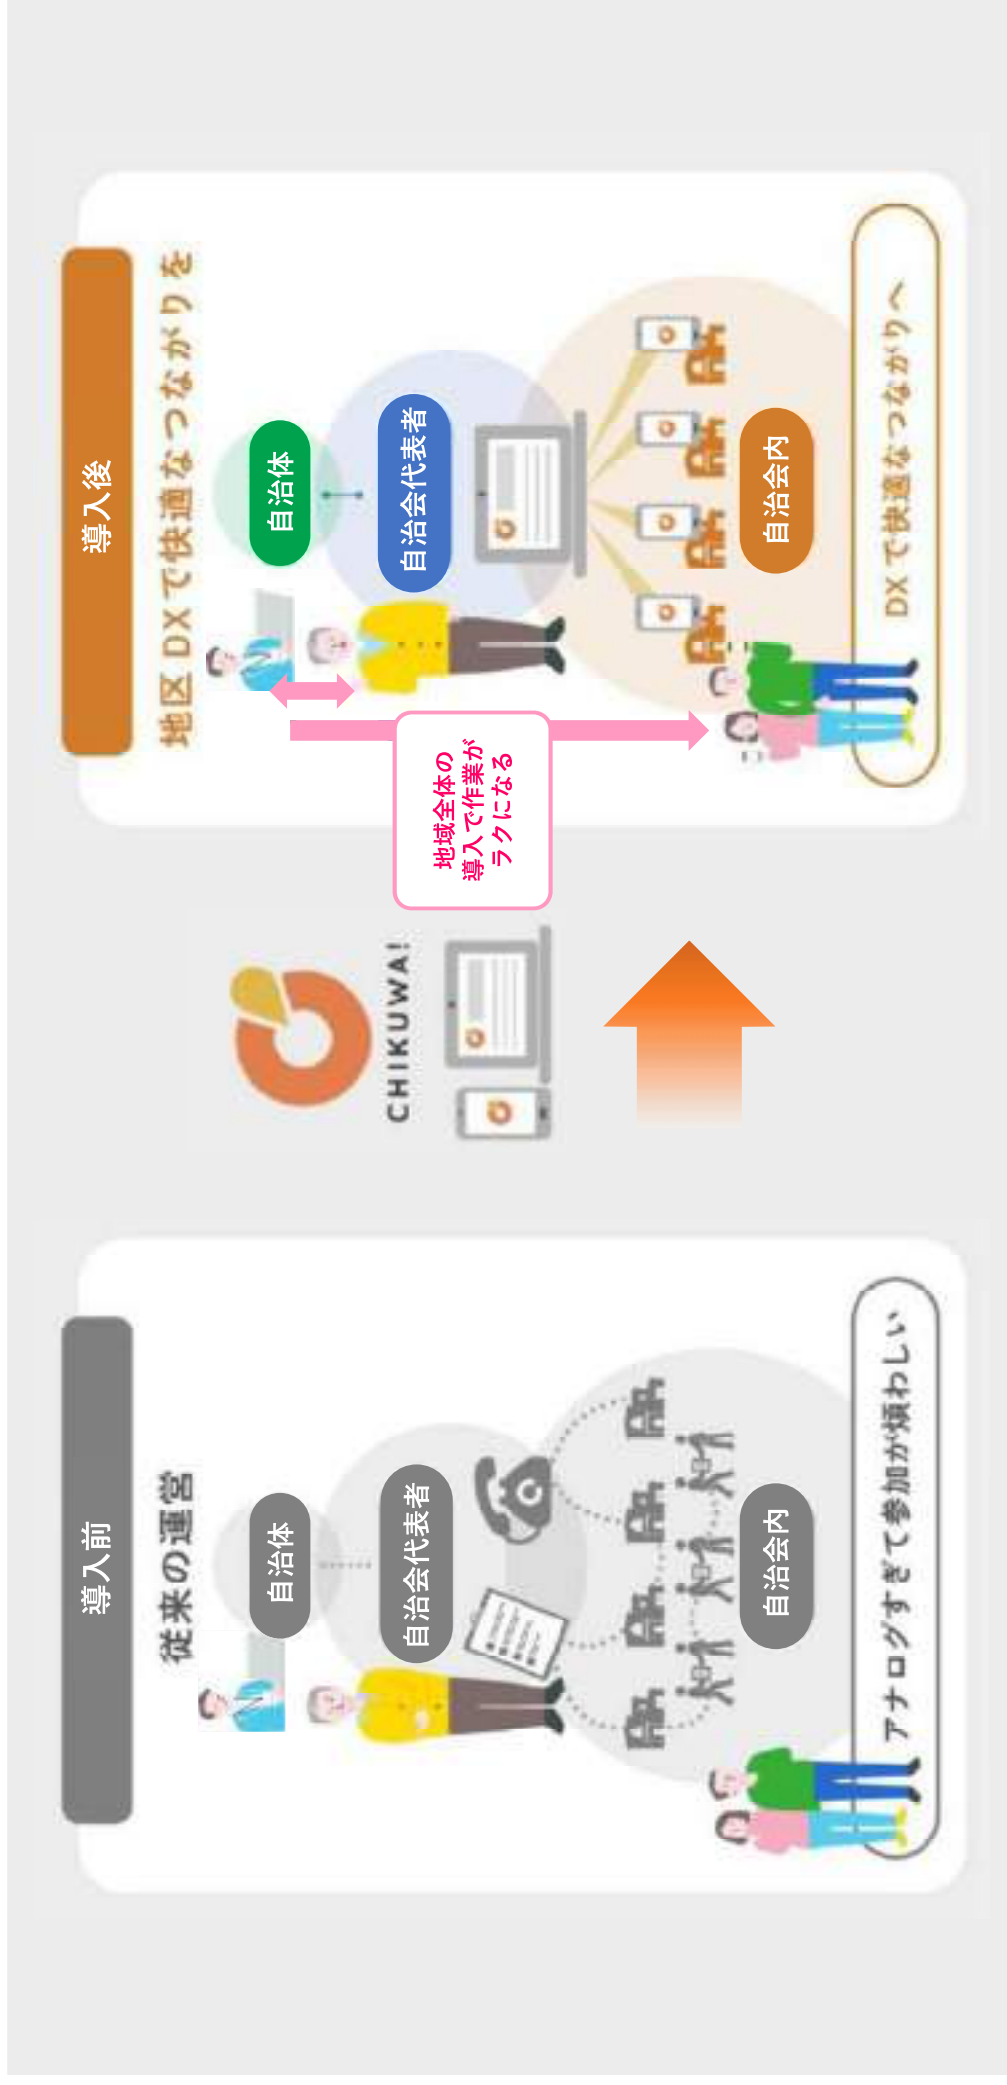 導入前
従来の運営
自治体
自治会代表者
自治会内
アナログすぎて参加が煩わしい
CHIKUWA!
地域全体の
導入で作業が
ラクになる
導入後
地区DXで快適なつながりを
自治体
自治会代表者
自治会内
DXで快適なつながりへ